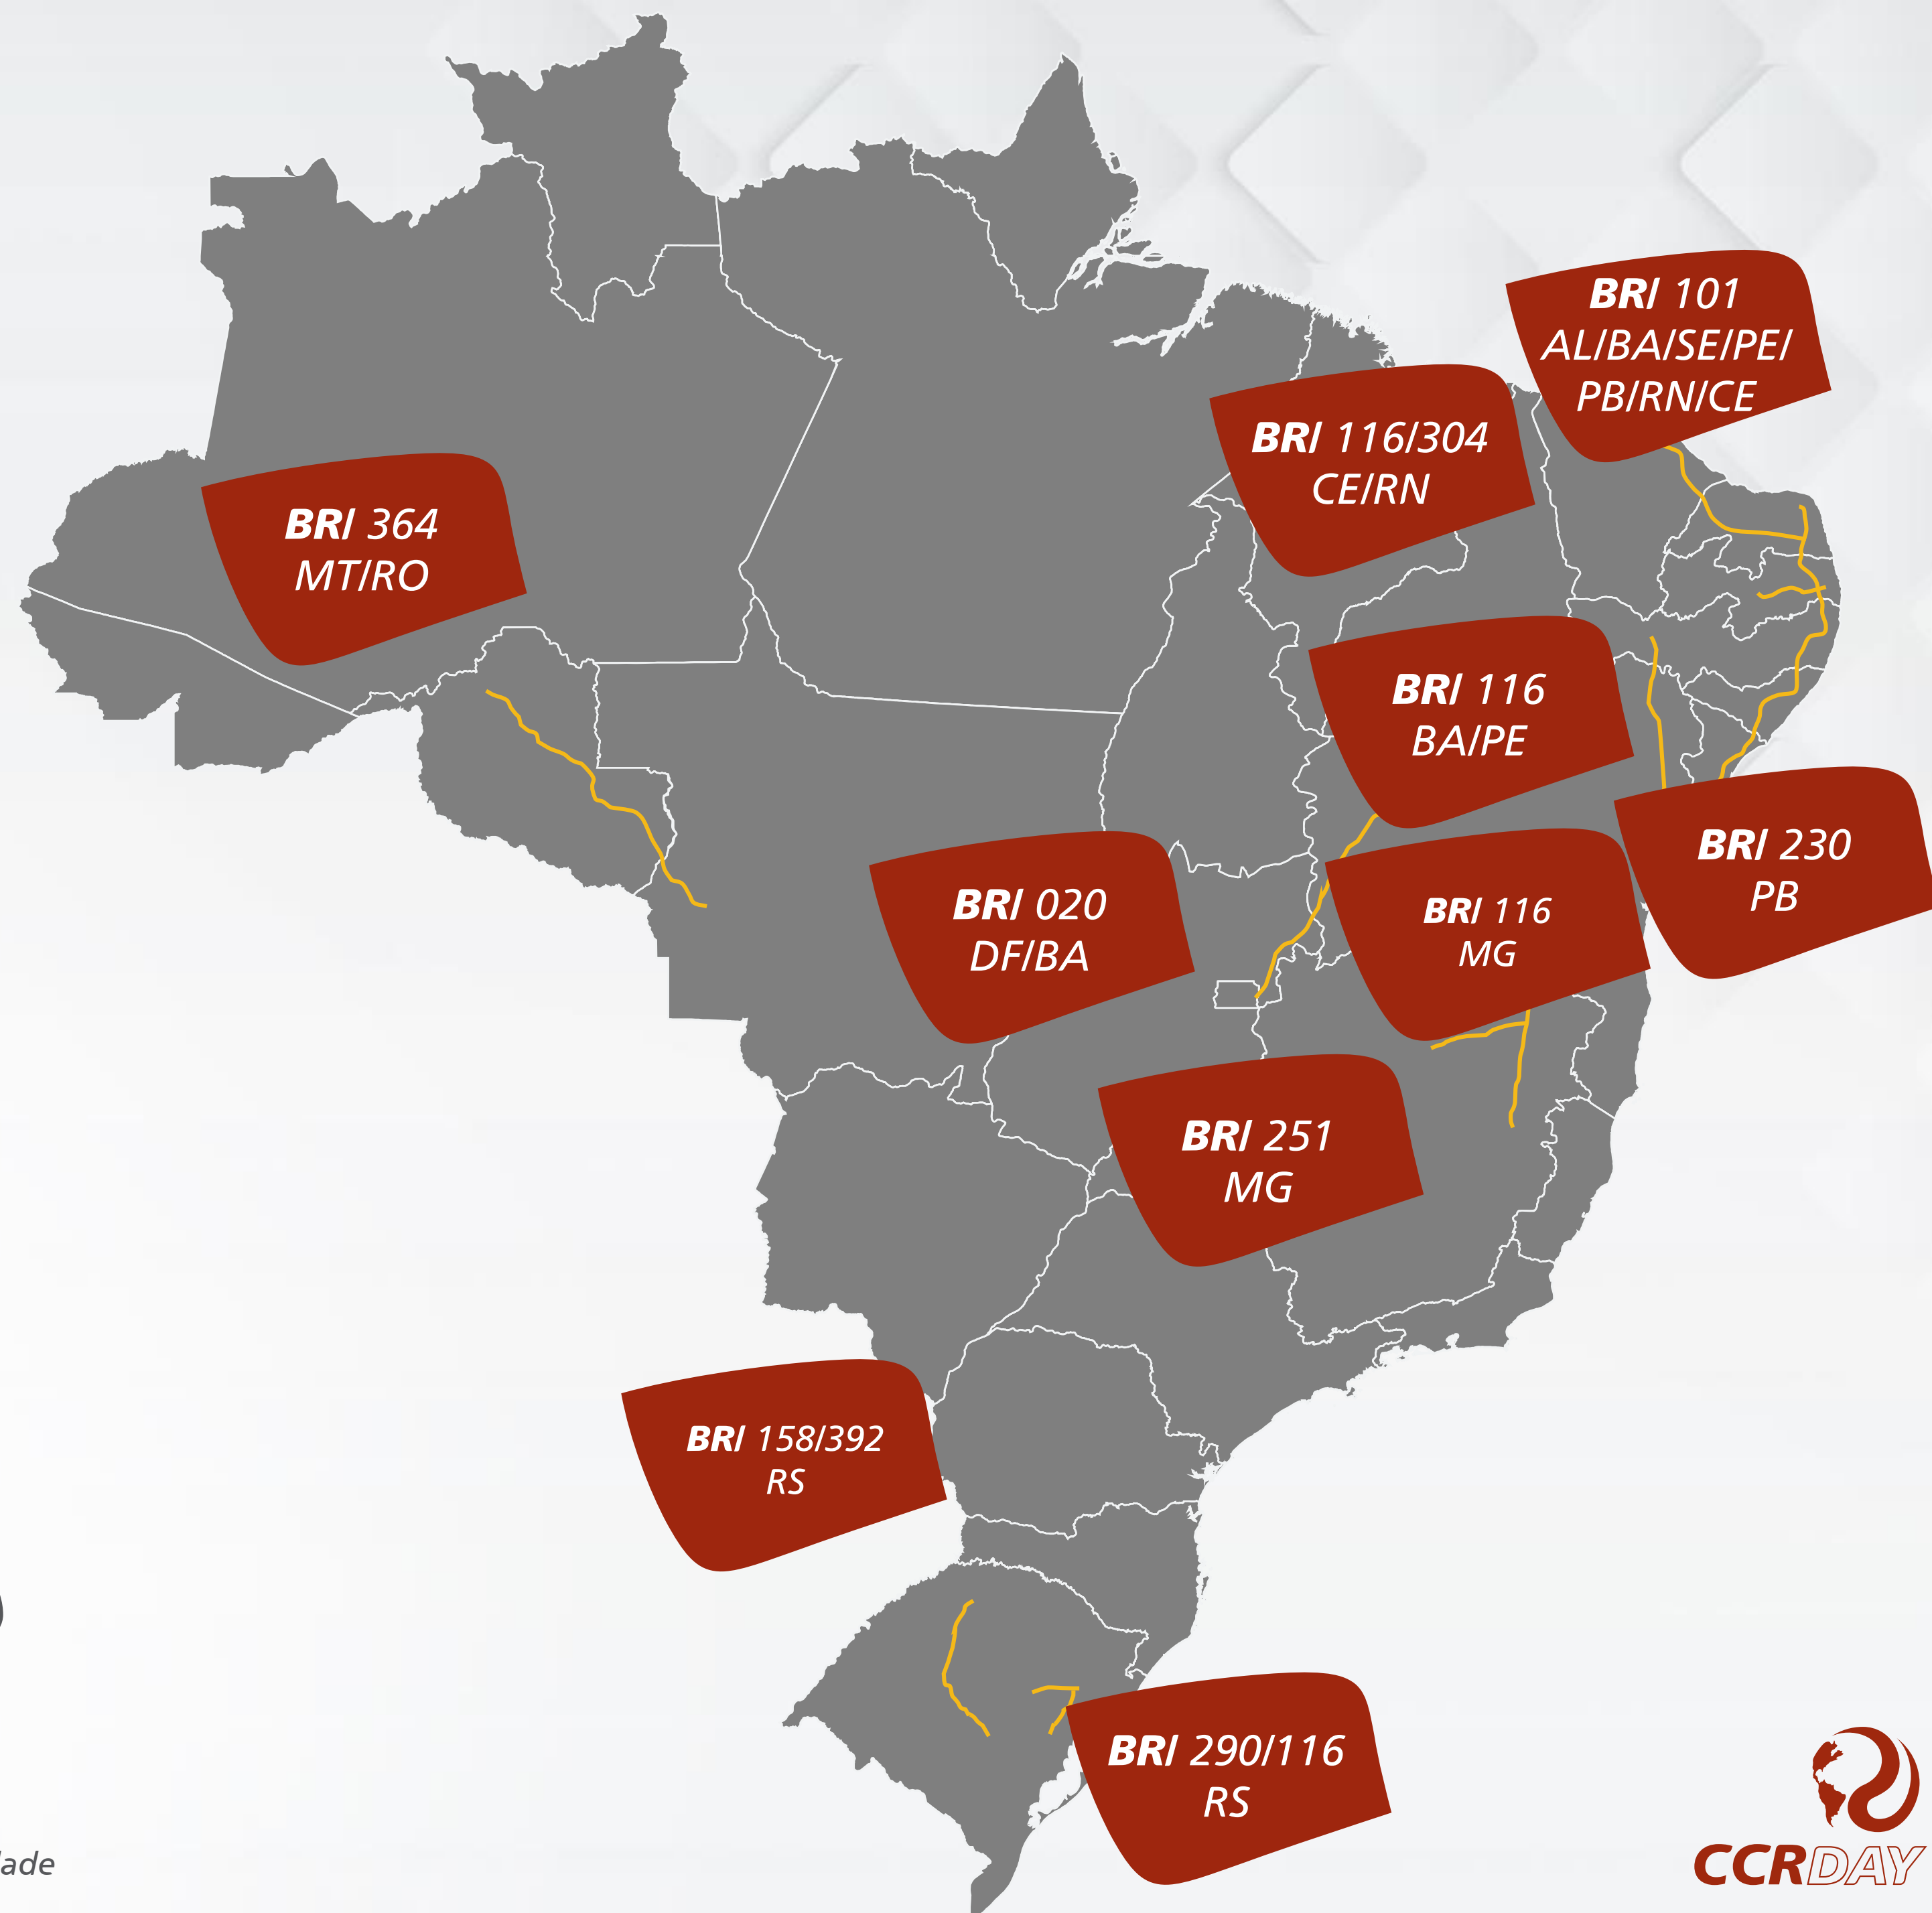 BR/ 101
AL/BA/SE/PE/
PB/RN/CE
BR/ 116/304
CE/RN
BR/ 364
MT/RO
BR/ 116
BA/PE
BR/ 230
PB
BR/ 020
DF/BA
BR/ 116
MG
BR/ 251
MG
BR/ 158/392
RS
BR/ 290/116
RS
CCRDAY